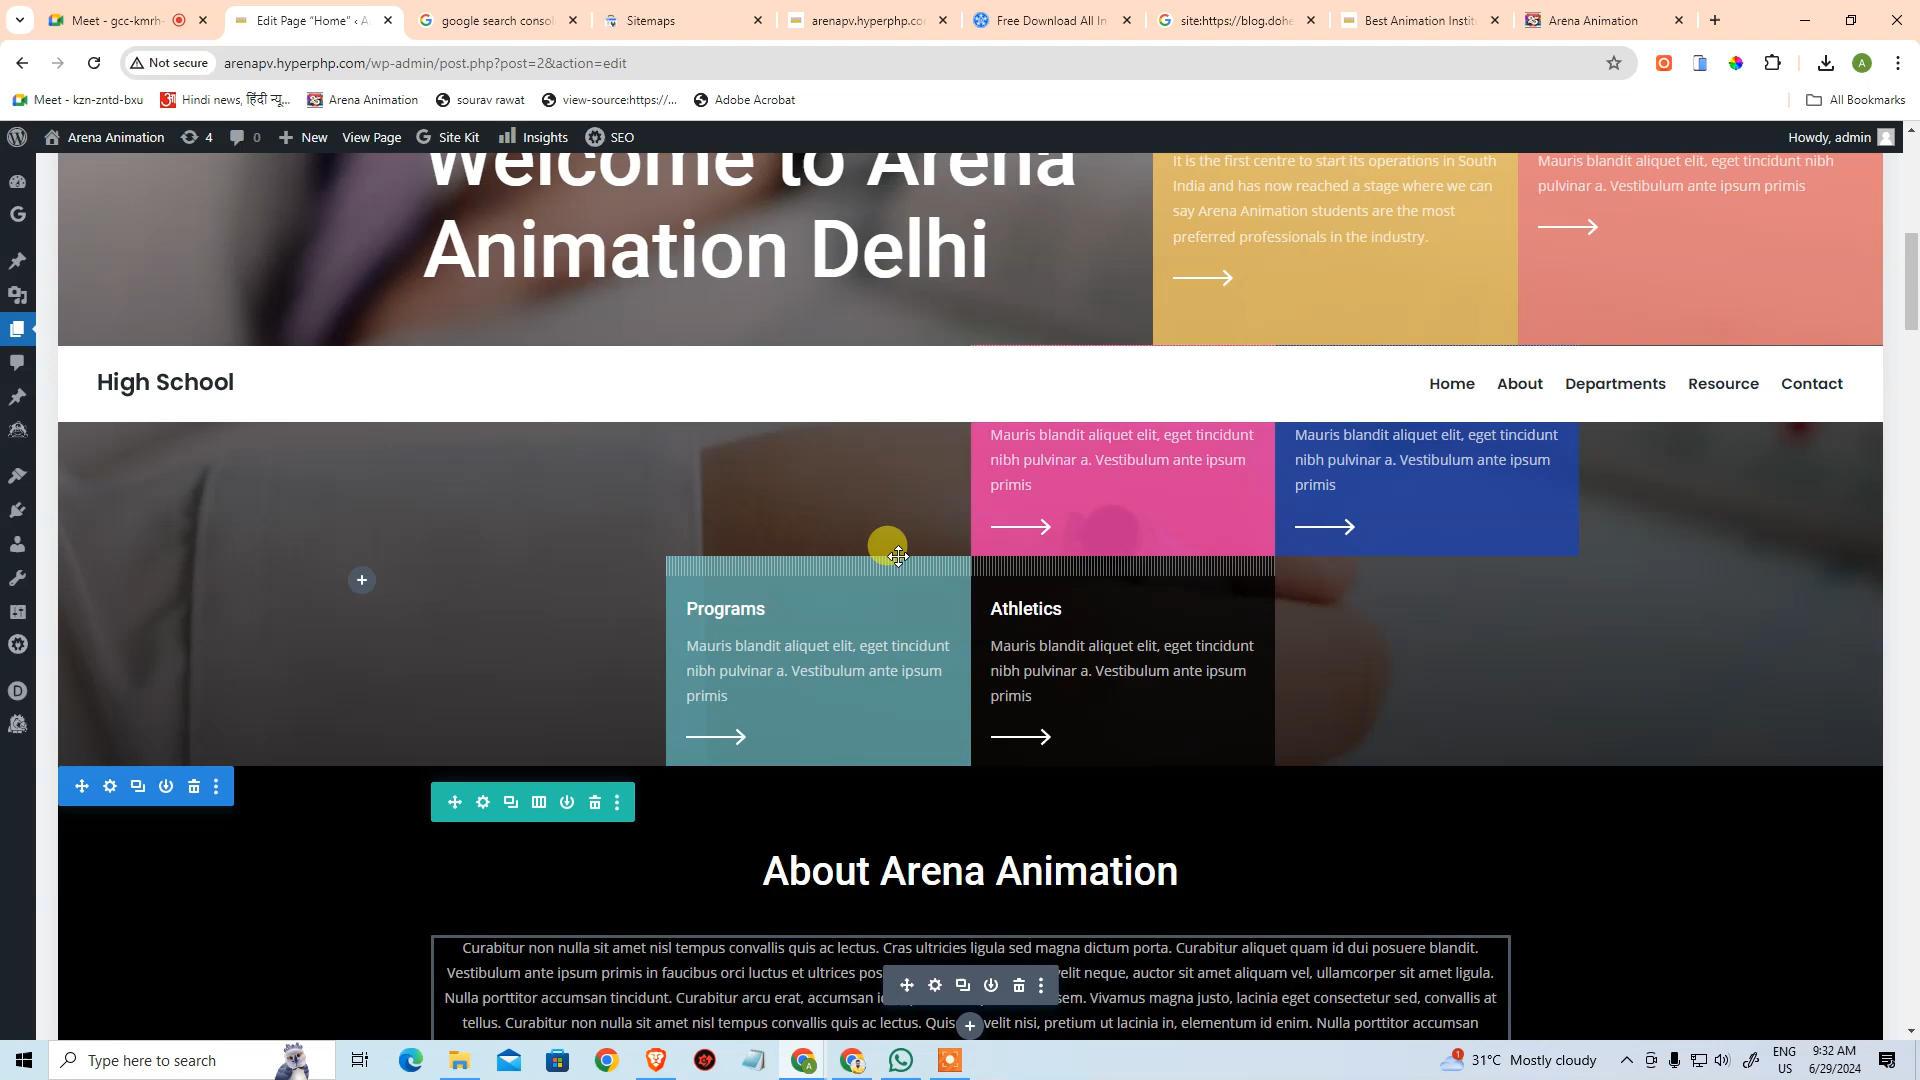 Meet - gcc-kmrh-
Edit Page “Home” ‹ A
google search consol
Sitemaps
arenapv.hyperphp.co
Free Download All In
site:https://blog.dohe
Best Animation Instit
Arena Animation
Not secure
arenapv.hyperphp.com/wp-admin/post.php?post=2&action=edit
Meet - kzn-zntd-bxu
Hindi news, हिंदी न्यू...
Arena Animation
sourav rawat
view-source:https://...
Adobe Acrobat
All Bookmarks
Arena Animation
4
0
New
View Page
Site Kit
Insights
SEO
Howdy, admin
Welcome to Arena
Animation Delhi
It is the first centre to start its operations in South
India and has now reached a stage where we can
say Arena Animation students are the most
preferred professionals in the industry.
Mauris blandit aliquet elit, eget tincidunt nibh
pulvinar a. Vestibulum ante ipsum primis
High School
Home
About
Departments
Resource
Contact
Mauris blandit aliquet elit, eget tincidunt
nibh pulvinar a. Vestibulum ante ipsum
primis
Mauris blandit aliquet elit, eget tincidunt
nibh pulvinar a. Vestibulum ante ipsum
primis
Programs
Mauris blandit aliquet elit, eget tincidunt
nibh pulvinar a. Vestibulum ante ipsum
primis
Athletics
Mauris blandit aliquet elit, eget tincidunt
nibh pulvinar a. Vestibulum ante ipsum
primis
About Arena Animation
Curabitur non nulla sit amet nisl tempus convallis quis ac lectus. Cras ultricies ligula sed magna dictum porta. Curabitur aliquet quam id dui posuere blandit.
Vestibulum ante ipsum primis in faucibus orci luctus et ultrices pos velit neque, auctor sit amet aliquam vel, ullamcorper sit amet ligula.
Nulla porttitor accumsan tincidunt. Curabitur arcu erat, accumsan i sem. Vivamus magna justo, lacinia eget consectetur sed, convallis at
tellus. Curabitur non nulla sit amet nisl tempus convallis quis ac lectus. Quis velit nisi, pretium ut lacinia in, elementum id enim. Nulla porttitor accumsan
Type here to search
1
31°C Mostly cloudy
ENG
US
9:32 AM
6/29/2024